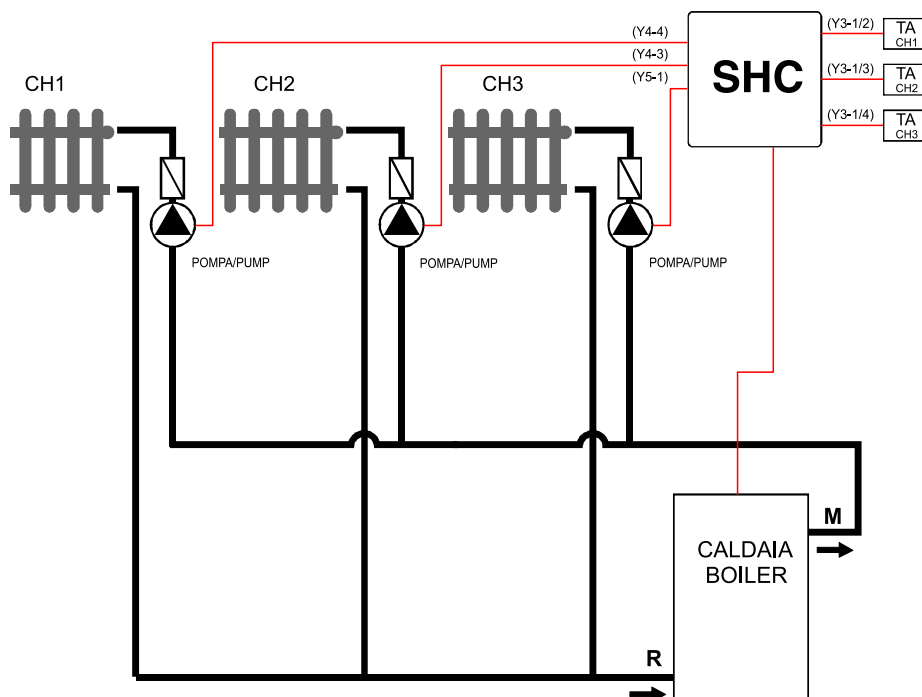 (Y4-4)
(Y4-3)
(Y5-1)
SHC
(Y3-1/2)
TA
CH1
(Y3-1/3)
TA
CH2
(Y3-1/4)
TA
CH3
CH1
CH2
CH3
POMPA/PUMP
POMPA/PUMP
POMPA/PUMP
M
CALDAIA
BOILER
R